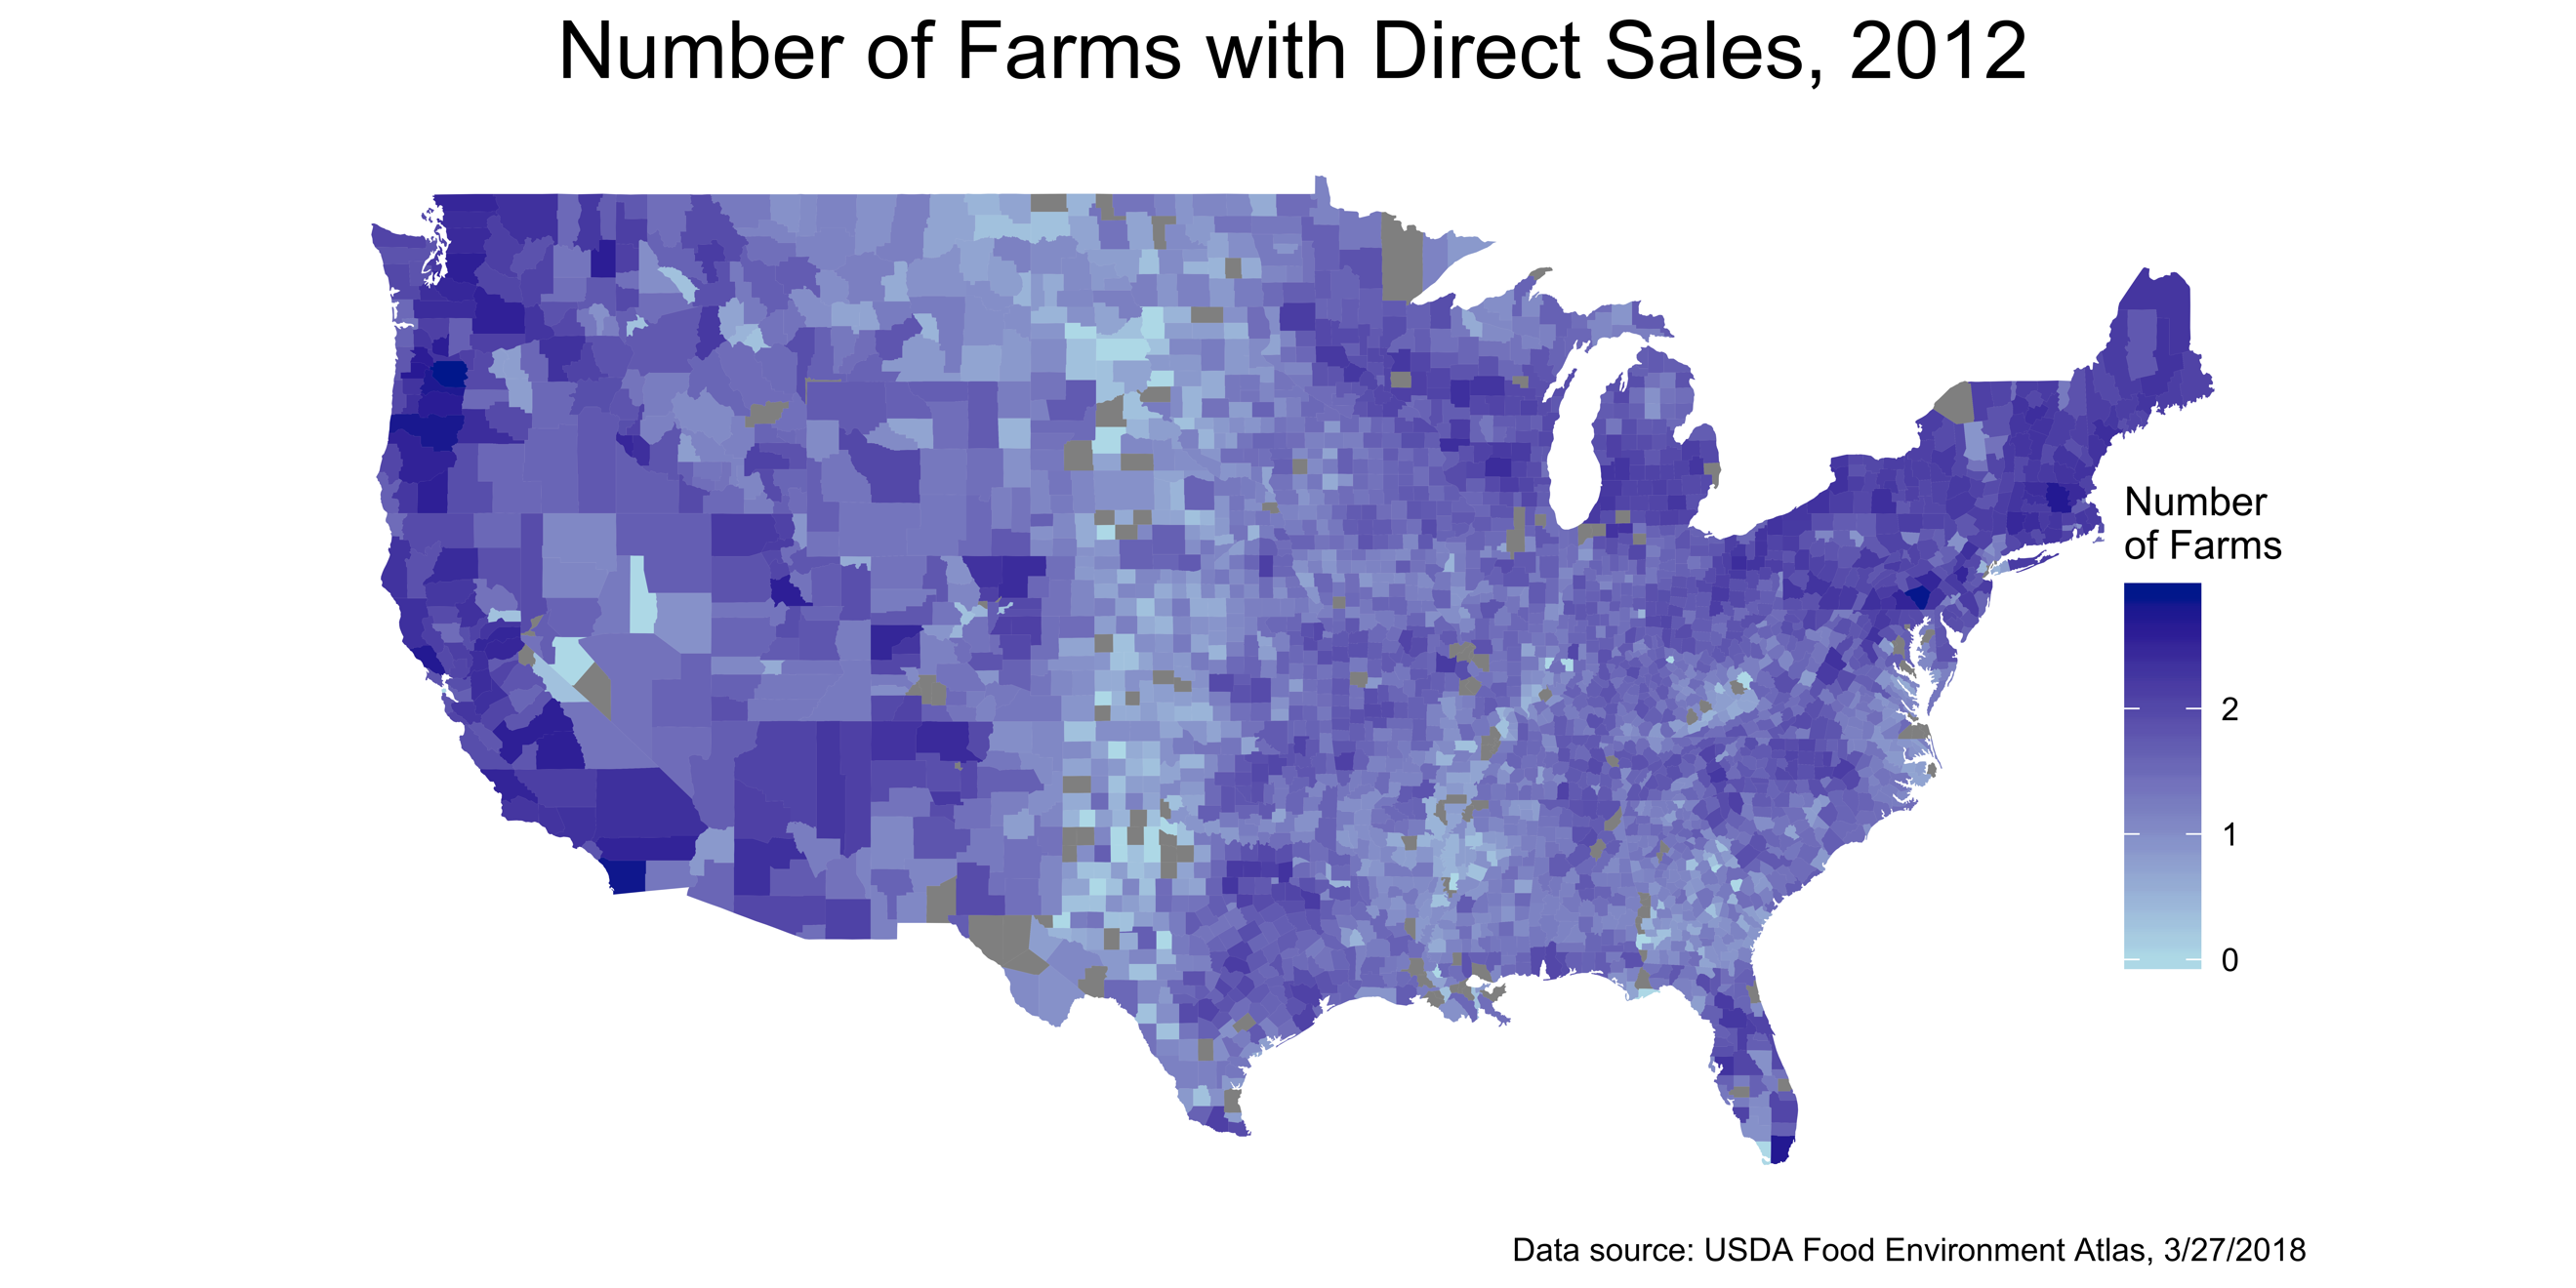 Number of Farms with Direct Sales, 2012
Number
of Farms
2
1
0
Data source: USDA Food Environment Atlas, 3/27/2018